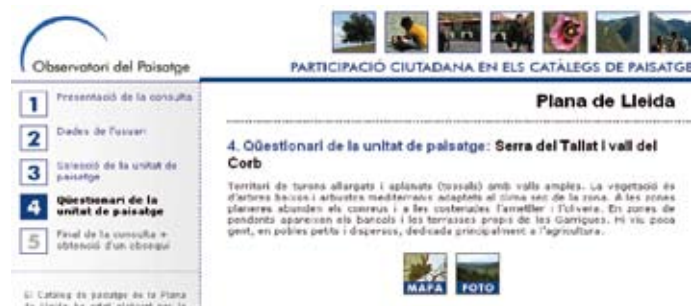 Observatori del Paisatge
PARTICIPACIÓ CIUTADANA EN ELS CATÀLEGS DE PAISATGE
1 Presentació de la consulta
2 Dades de l'usuari
3 Selecció de la unitat de
paisatge
4 Qüestionari de la
unitat de paisatge
5 Final de la consulta +
obtenció d'un obsequi
El Catàleg de paisatge de la Plana
de Lleida ha estat elaborat per la
Plana de Lleida
4. Qüestionari de la unitat de paisatge: Serra del Tallat i vall del
Corb
Territori de turons allargats i aplanats (tossals) amb valls amples. La vegetació és
d'arbres baixos i arbustos mediterranis adaptats al clima sec de la zona. A les zones
planeres abunden els conreus i a les costerudes l'ametller i l'olivera. En zones de
pendents apareixen els bancals i les terrasses propis de les Garrigues. Hi viu poca
gent, en pobles petits i dispersos, dedicada principalment a l'agricultura.
MAPA FOTO